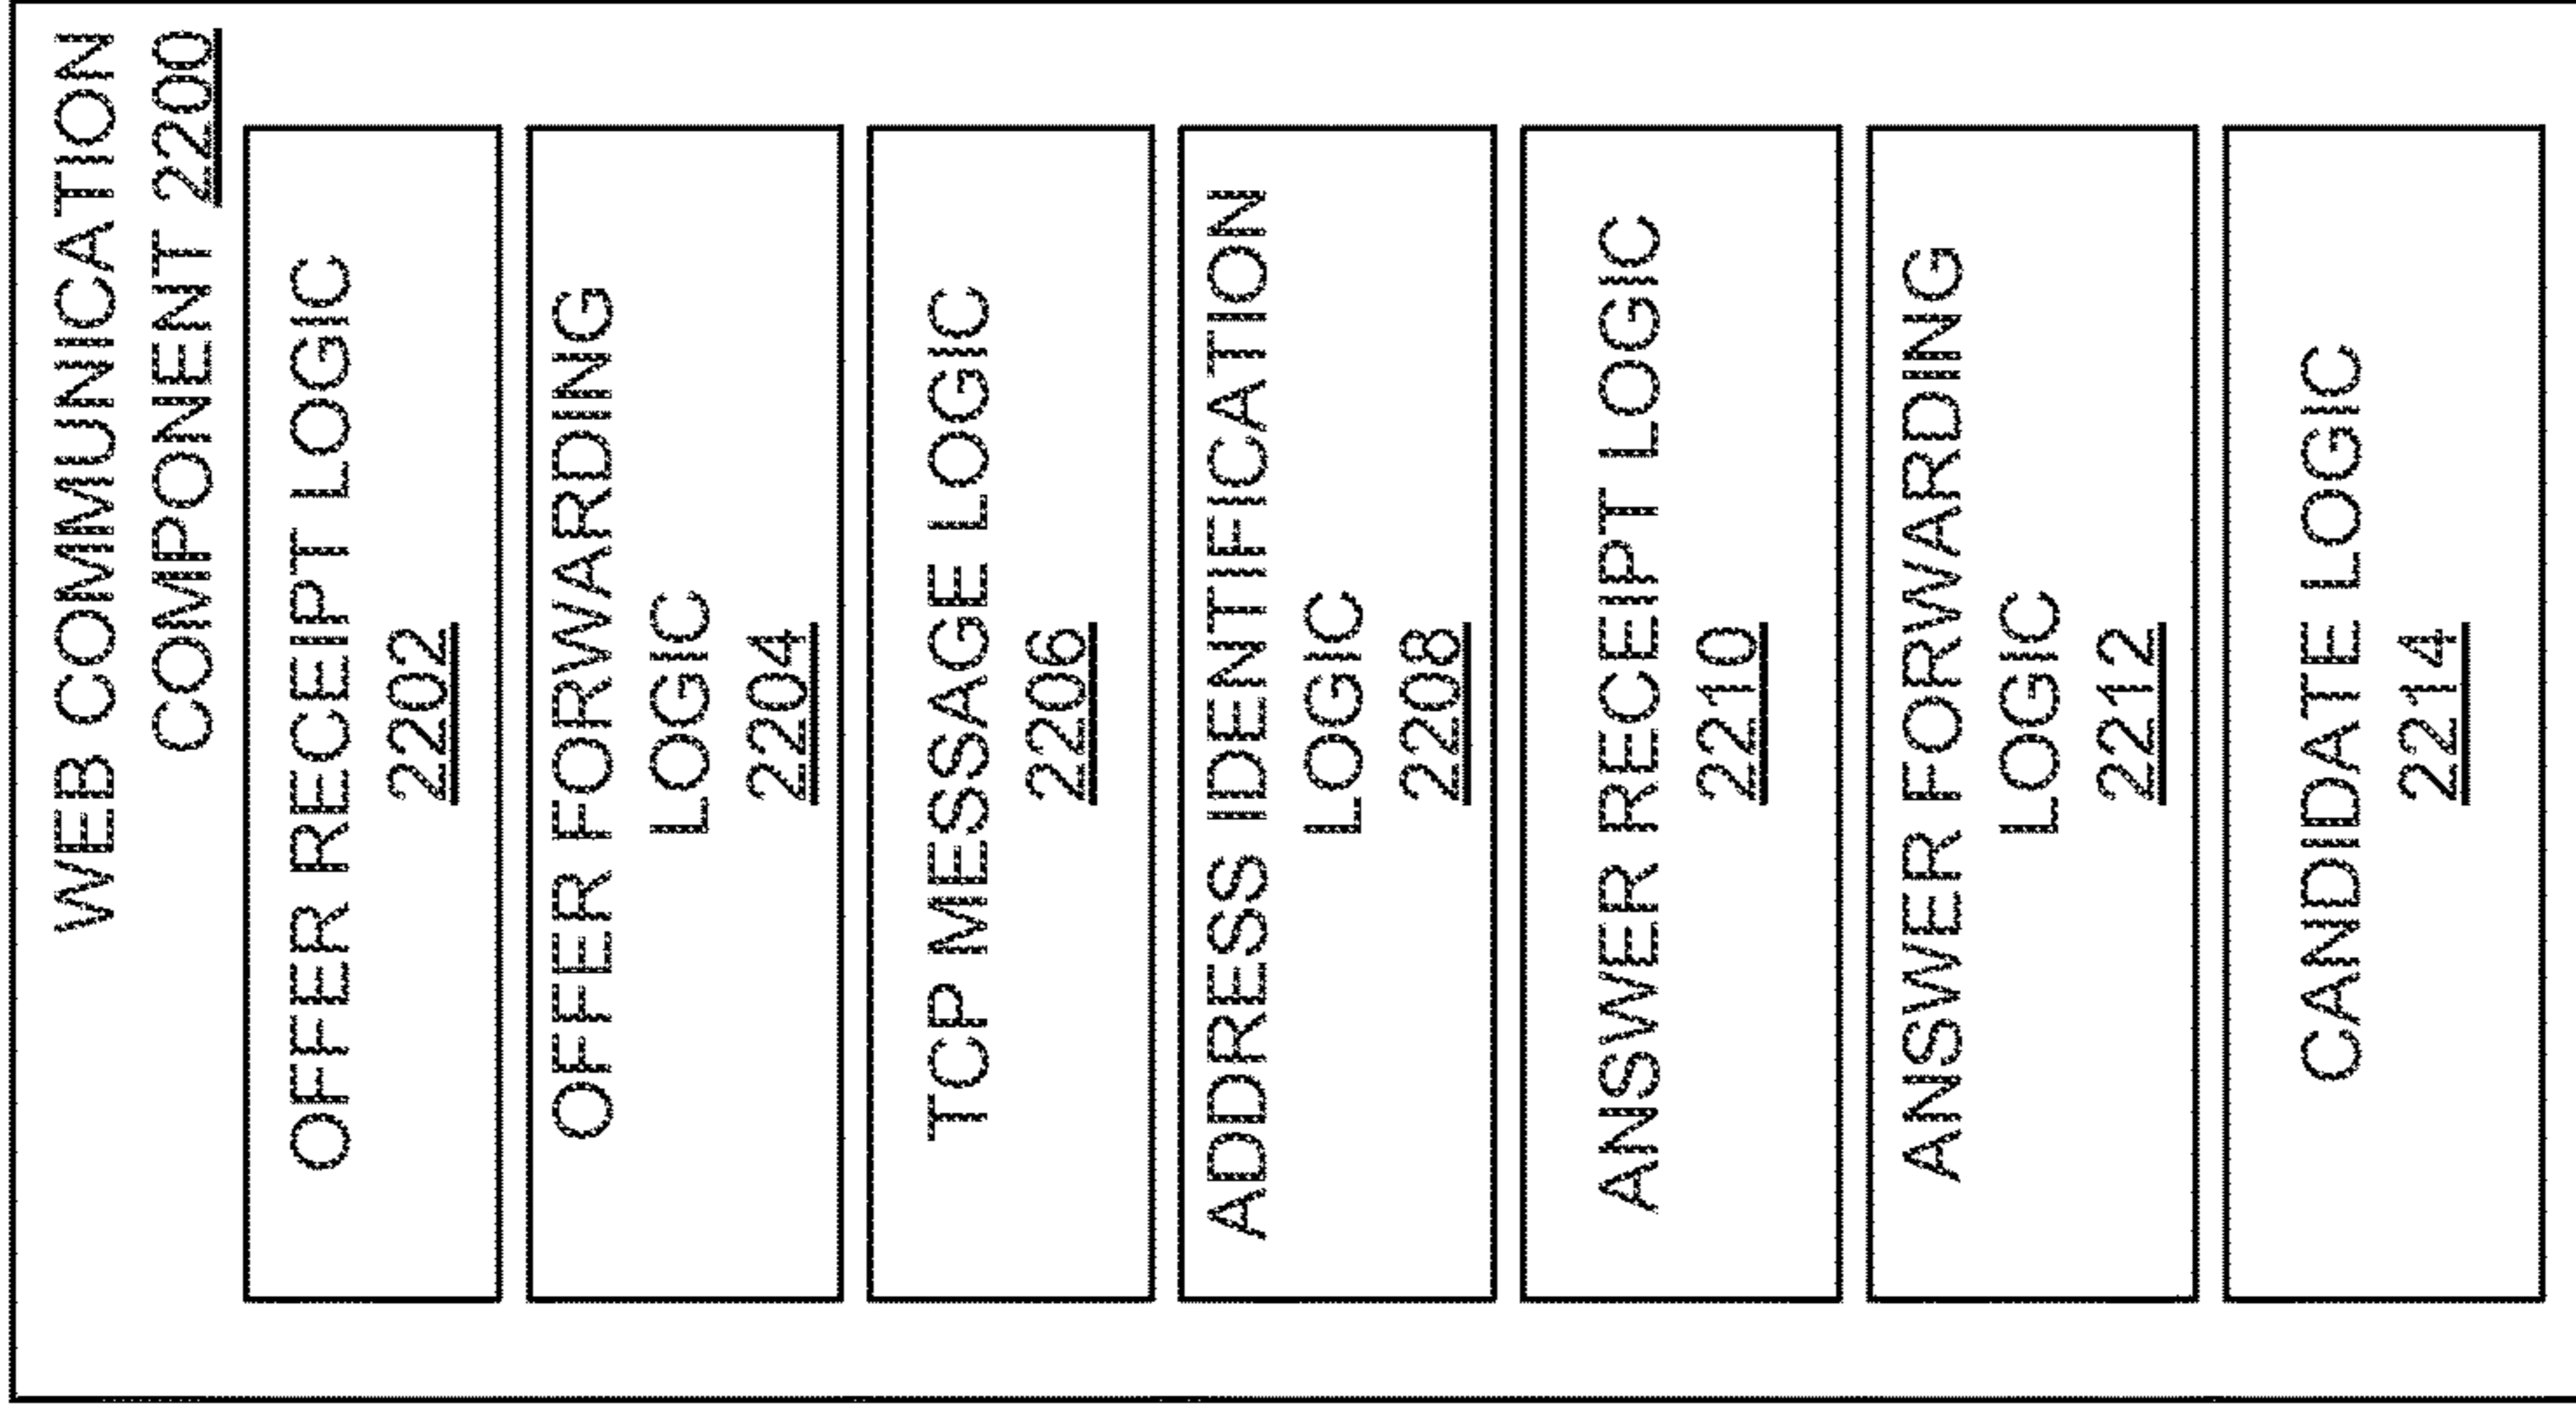 WEB COMMUNICATION
COMPONENT 2200
OFFER RECEIPT LOGIC
2202
OFFER FORWARDING
LOGIC
2204
TCP MESSAGE LOGIC
2206
ADDRESS IDENTIFICATION
LOGIC
2208
ANSWER RECEIPT LOGIC
2210
ANSWER FORWARDING
LOGIC
2212
CANDIDATE LOGIC
2214